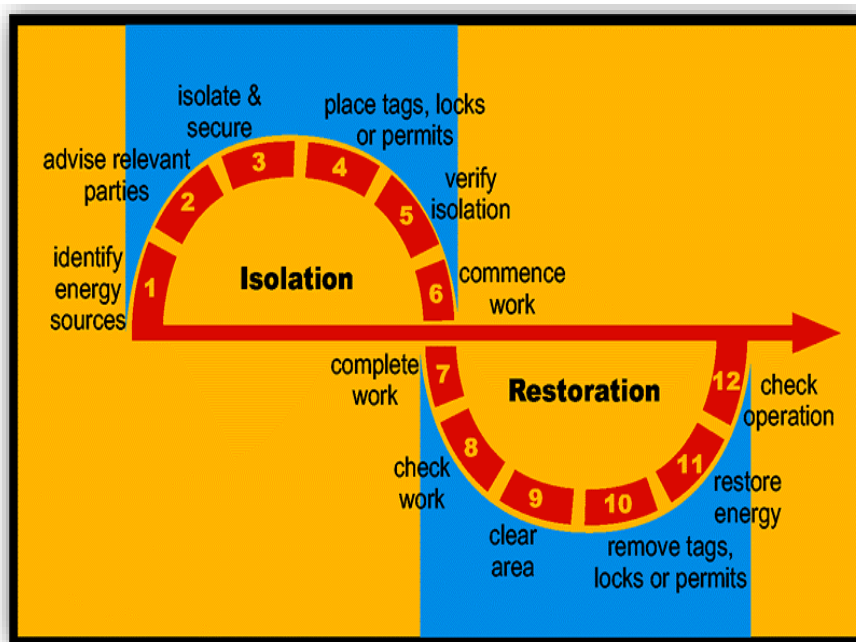 1
identify
energy
sources
2
advise relevant
parties
3
isolate &
secure
4
place tags, locks
or permits
5
verify
isolation
6
commence
work
Isolation
7
complete
work
8
check
work
9
clear
area
10
remove tags,
locks or permits
11
restore
energy
12
check
operation
Restoration